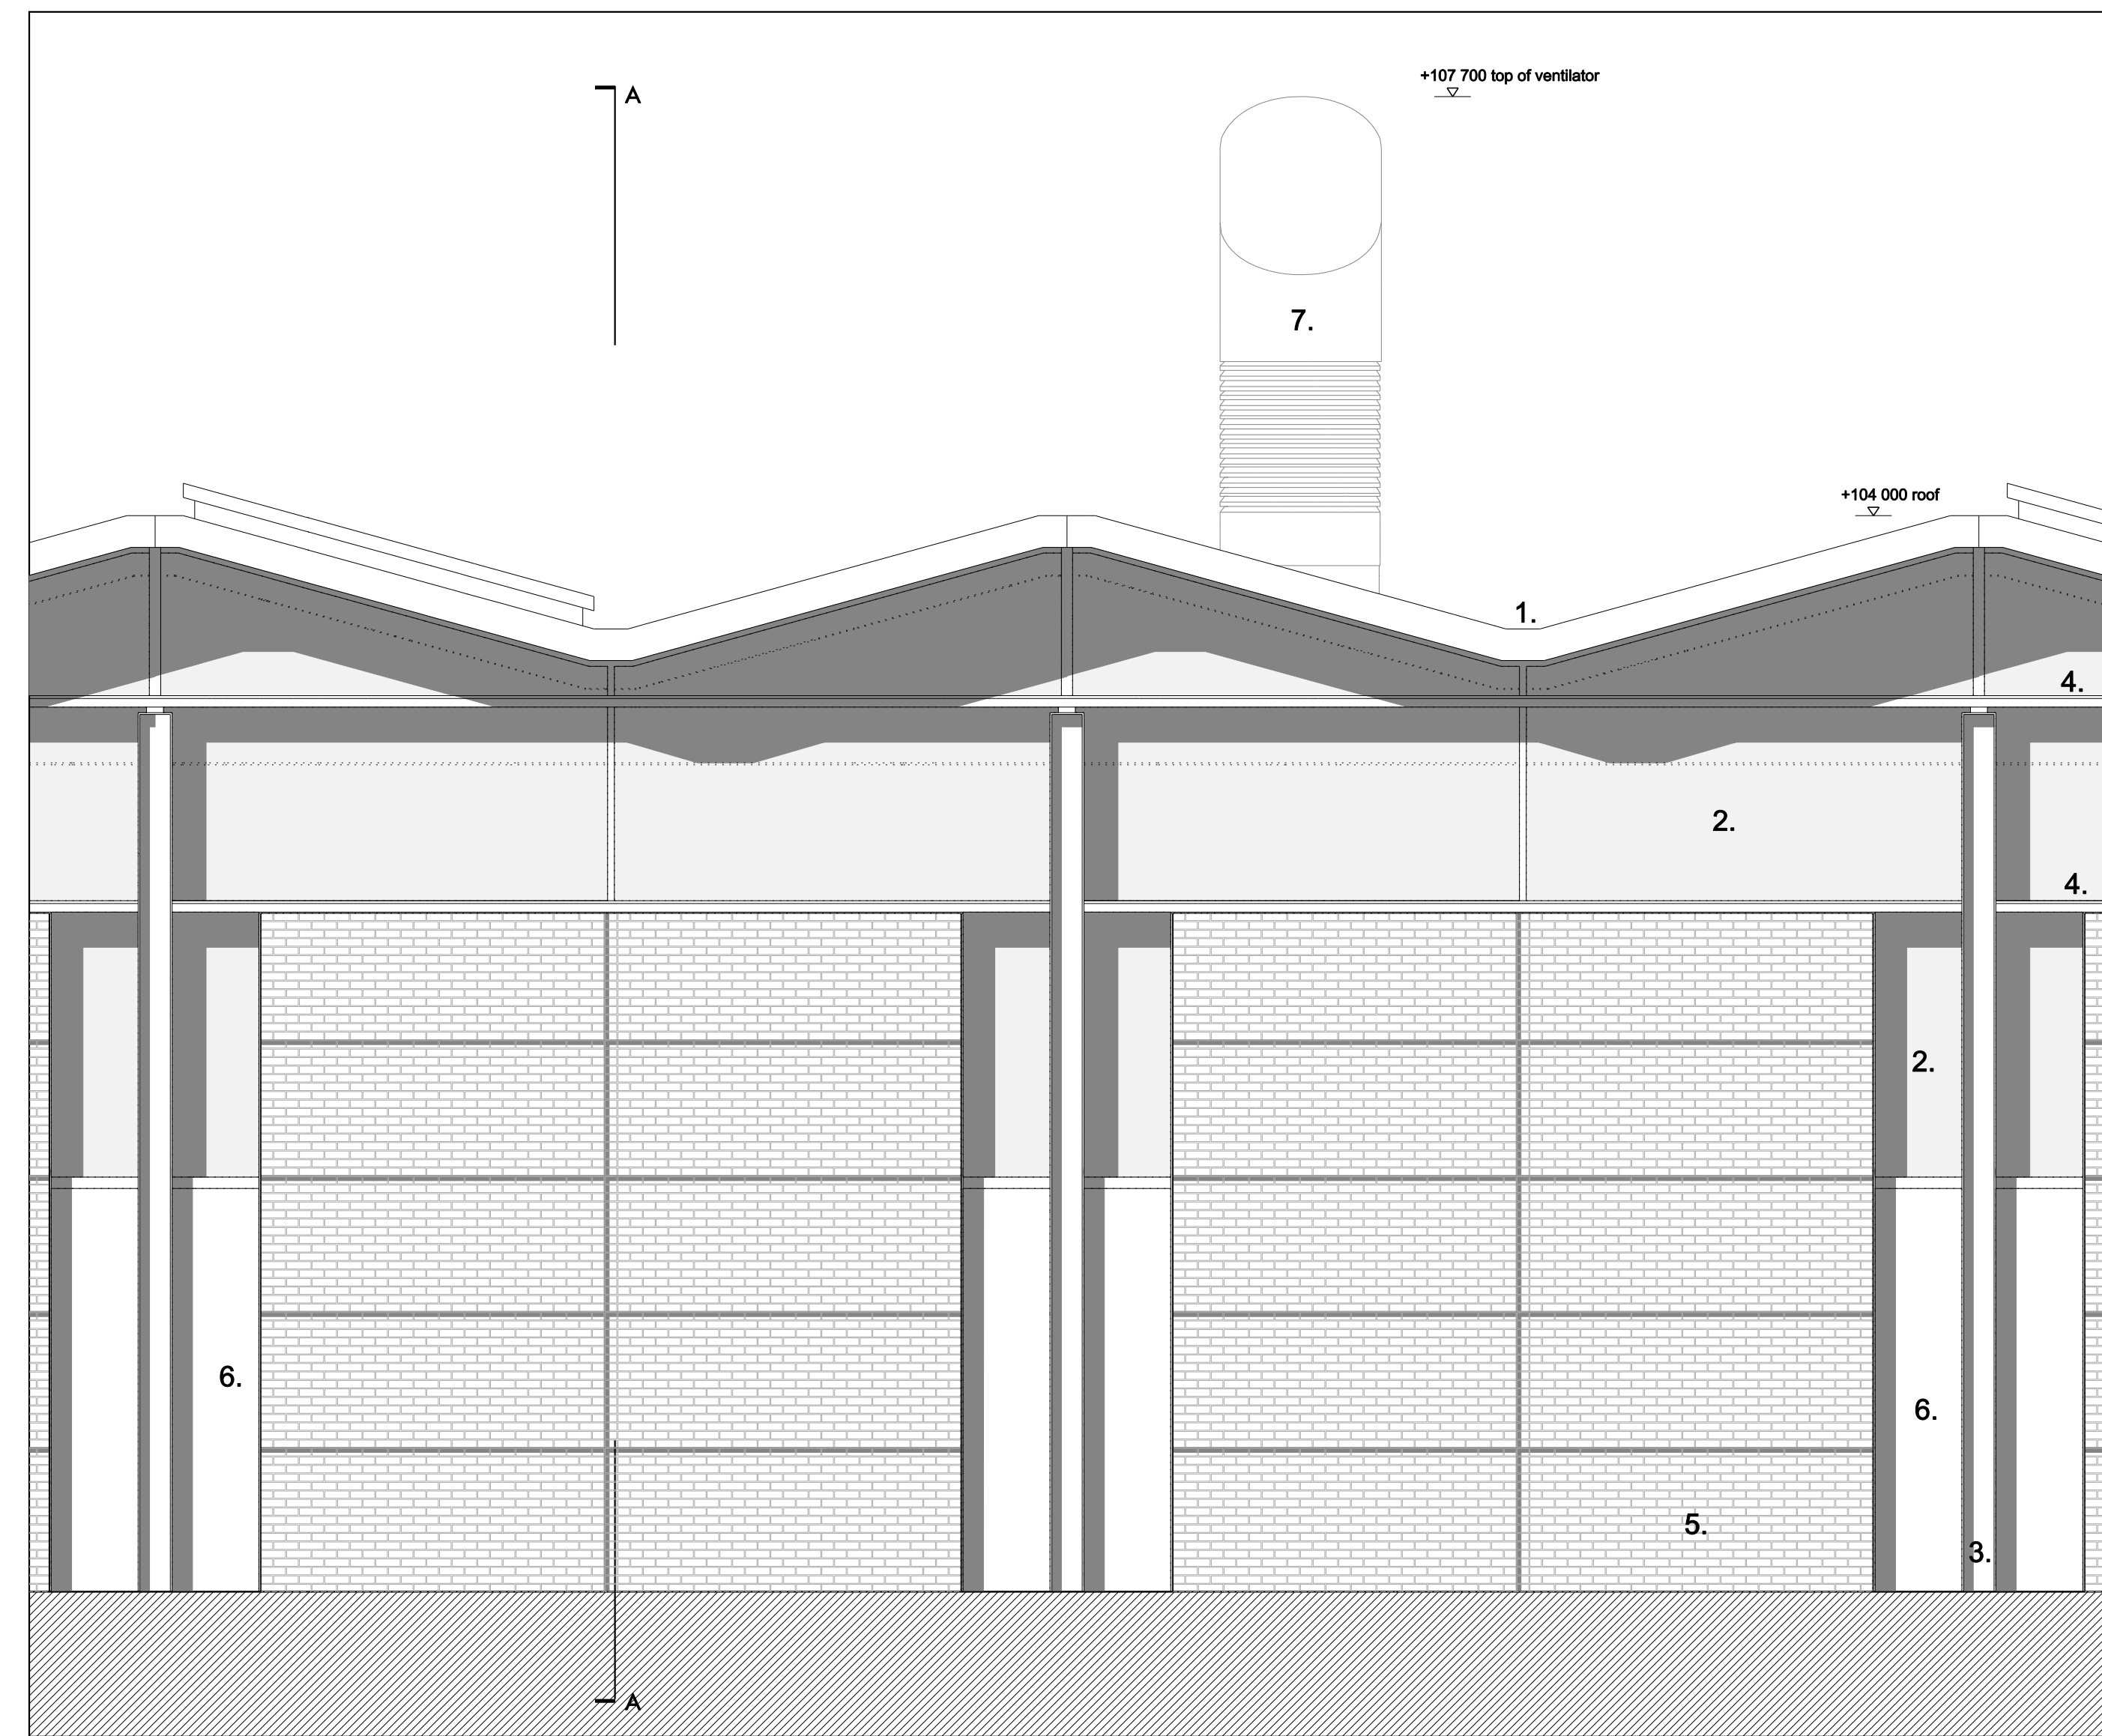 A
+107 700 top of ventilator
7.
+104 000 roof
1.
4.
2.
4.
2.
6.
6.
5.
3.
A